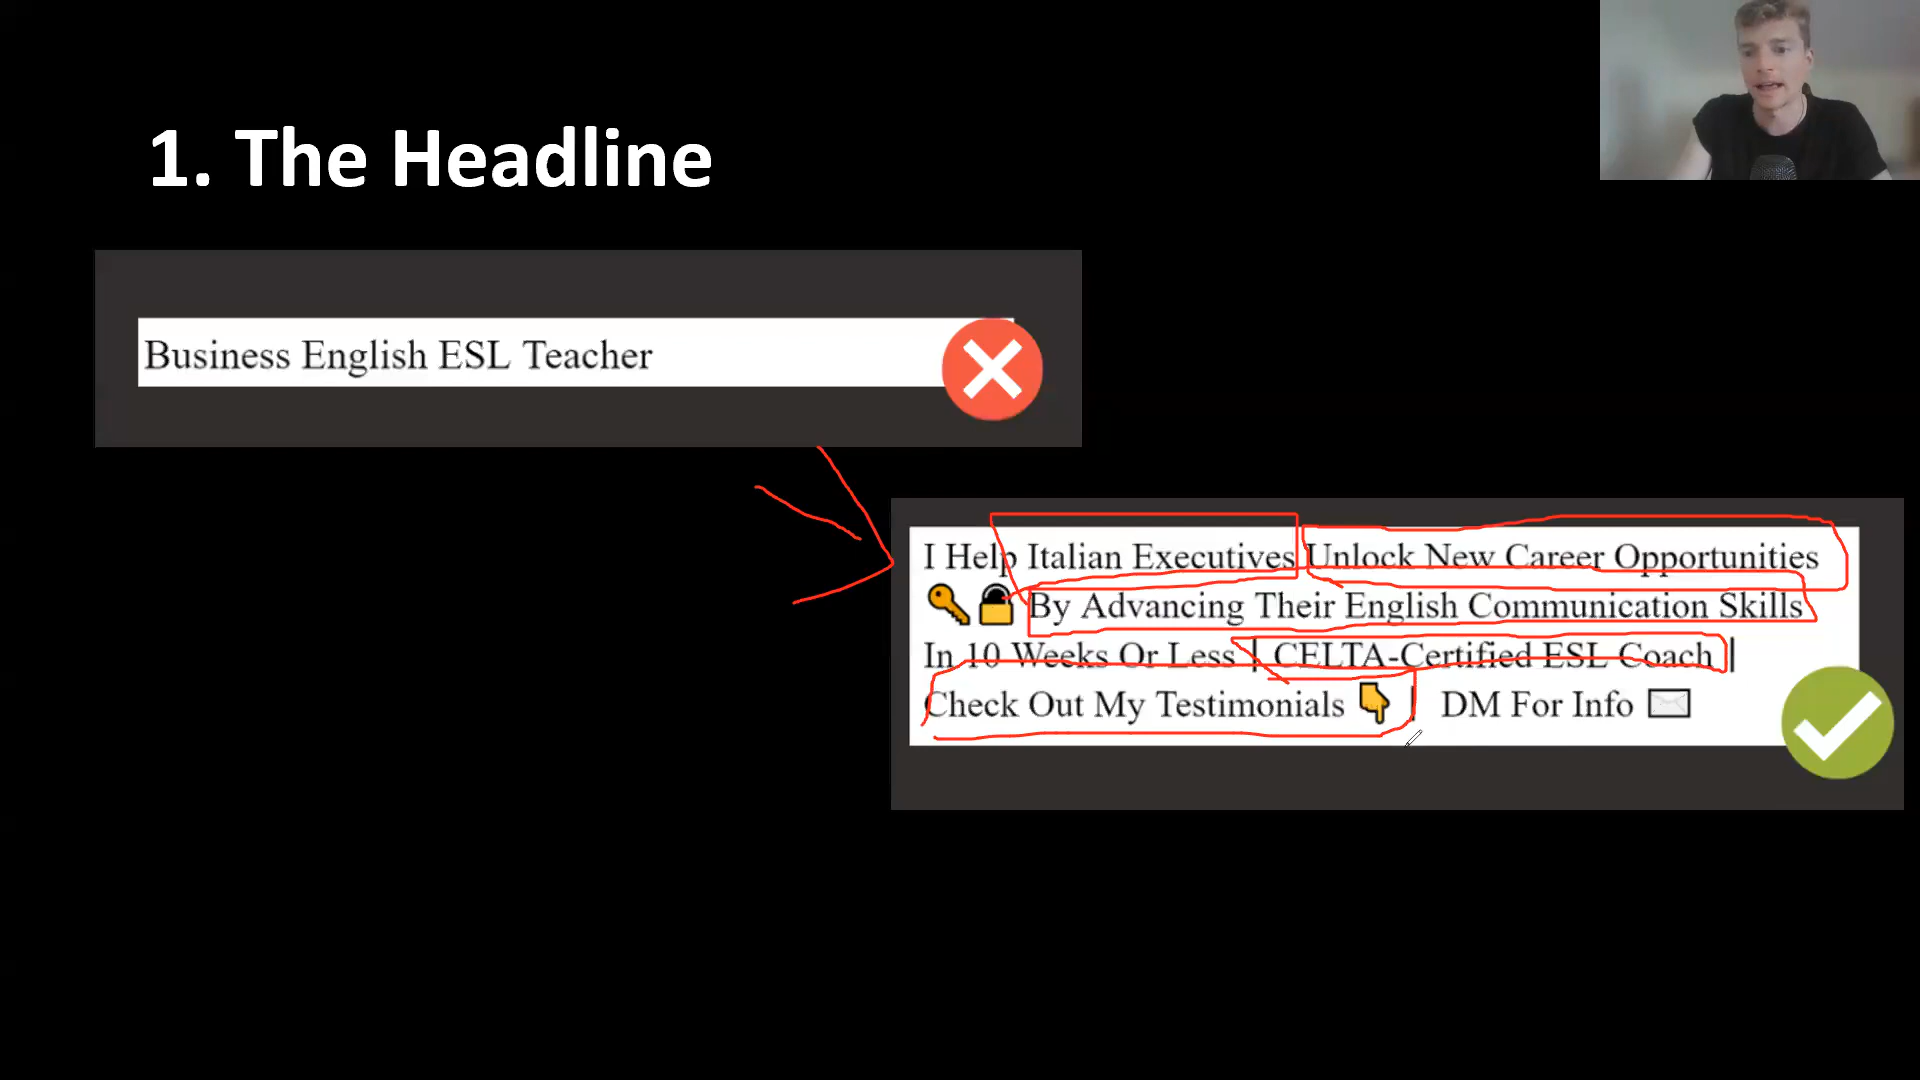 1. The Headline
Business English ESL Teacher
I Help Italian Executives Unlock New Career Opportunities
🔑🔒 By Advancing Their English Communication Skills
In 10 Weeks Or Less | CELTA-Certified ESL Coach |
Check Out My Testimonials 👇 | DM For Info ✉️